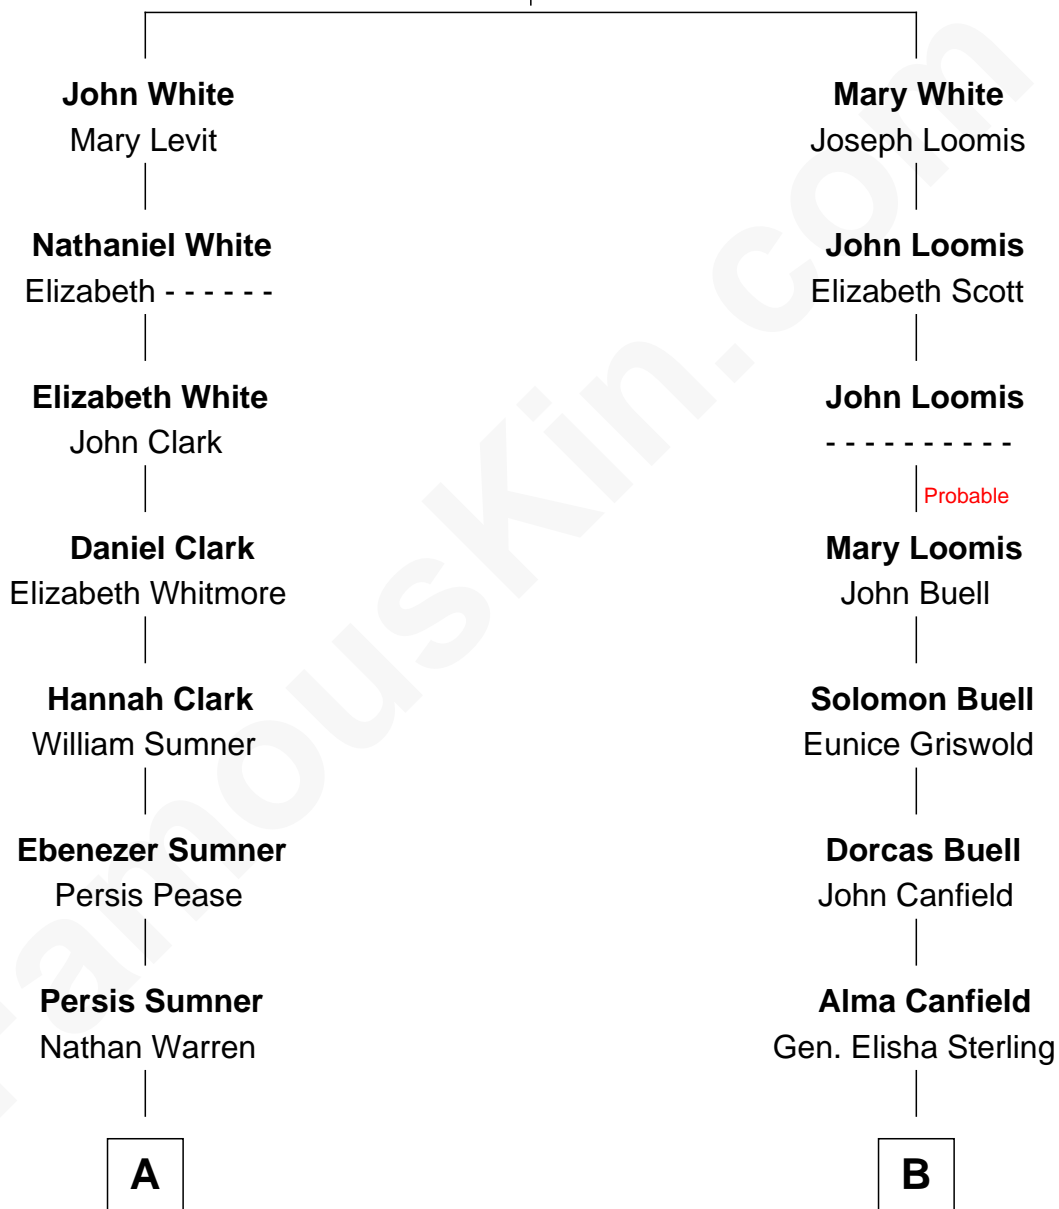 John White
Mary Levit
Nathaniel White
Elizabeth - - - - - -
Elizabeth White
John Clark
Daniel Clark
Elizabeth Whitmore
Hannah Clark
William Sumner
Ebenezer Sumner
Persis Pease
Persis Sumner
Nathan Warren
A
Mary White
Joseph Loomis
John Loomis
Elizabeth Scott
John Loomis
- - - - - - - - - -
Probable
Mary Loomis
John Buell
Solomon Buell
Eunice Griswold
Dorcas Buell
John Canfield
Alma Canfield
Gen. Elisha Sterling
B
FamousKin.com